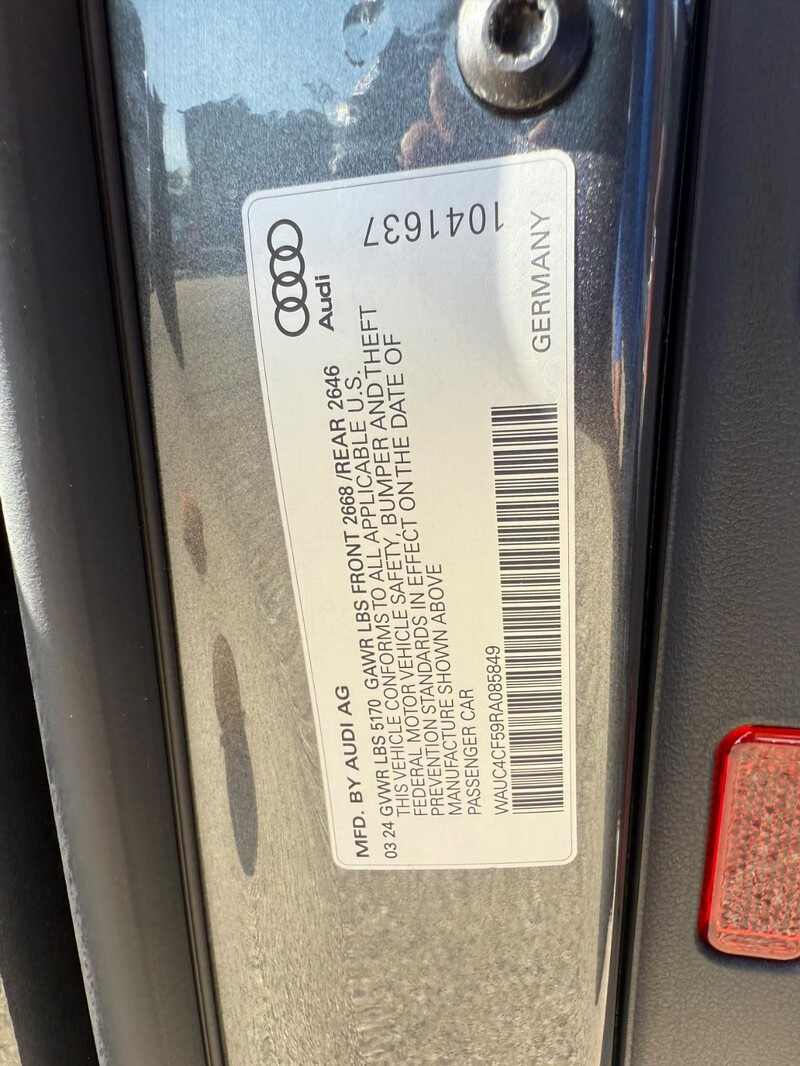 Audi
1041637
MFD. BY AUDI AG
GERMANY
03 24 GVWR LBS 5170 GAWR LBS FRONT 2668 /REAR 2646
THIS VEHICLE CONFORMS TO ALL APPLICABLE U.S.
FEDERAL MOTOR VEHICLE SAFETY, BUMPER AND THEFT
PREVENTION STANDARDS IN EFFECT ON THE DATE OF
MANUFACTURE SHOWN ABOVE
PASSENGER CAR
WAUC4CF59RA085849